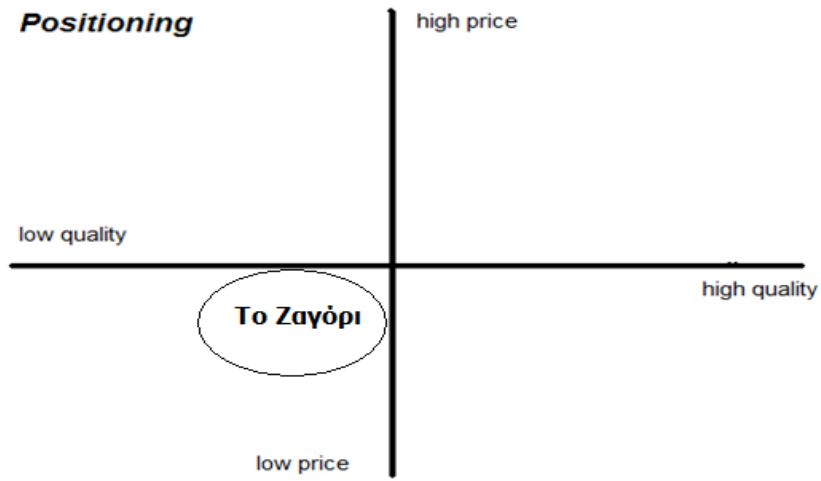 Positioning
high price
low quality
high quality
Το Ζαγόρι
low price